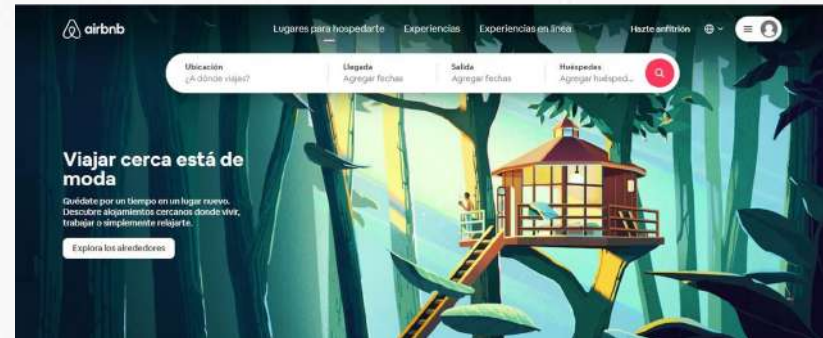 airbnb
Lugares para hospedarte Experiencias Experiencias en línea
Hazte anfitrión
Ubicación
¿A dónde viajas?
Llegada
Agregar fechas
Salida
Agregar fechas
Huéspedes
Agregar huésped...
Viajar cerca está de
moda
Quédate por un tiempo en un lugar nuevo.
Descubre alojamientos cercanos donde vivir,
trabajar o simplemente relajarte.
Explora los alrededores